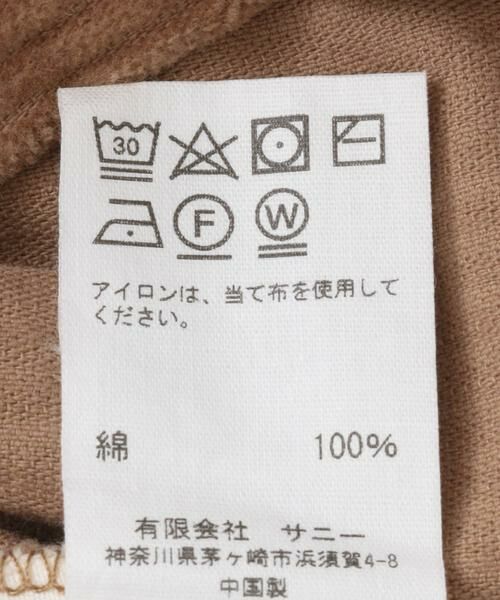 30
F W
アイロンは、当て布を使用して
ください。
綿 100%
有限会社 サニー
神奈川県茅ヶ崎市浜須賀4-8
中国製